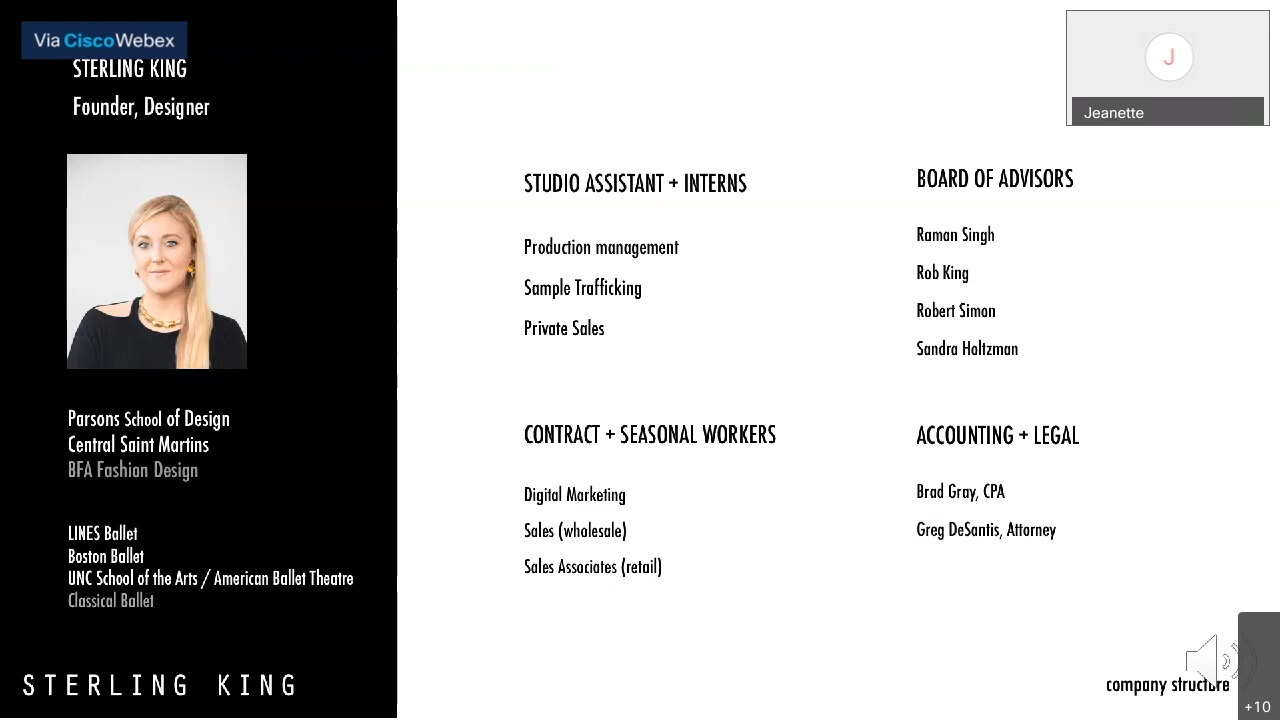 Via Cisco Webex
STERLING KING
Founder, Designer
Parsons School of Design
Central Saint Martins
BFA Fashion Design
LINES Ballet
Boston Ballet
UNC School of the Arts / American Ballet Theatre
Classical Ballet
STERLING KING
STUDIO ASSISTANT + INTERNS
Production management
Sample Trafficking
Private Sales
CONTRACT + SEASONAL WORKERS
Digital Marketing
Sales (wholesale)
Sales Associates (retail)
J
Jeanette
BOARD OF ADVISORS
Raman Singh
Rob King
Robert Simon
Sandra Holtzman
ACCOUNTING + LEGAL
Brad Gray, CPA
Greg DeSantis, Attorney
company structure
+10